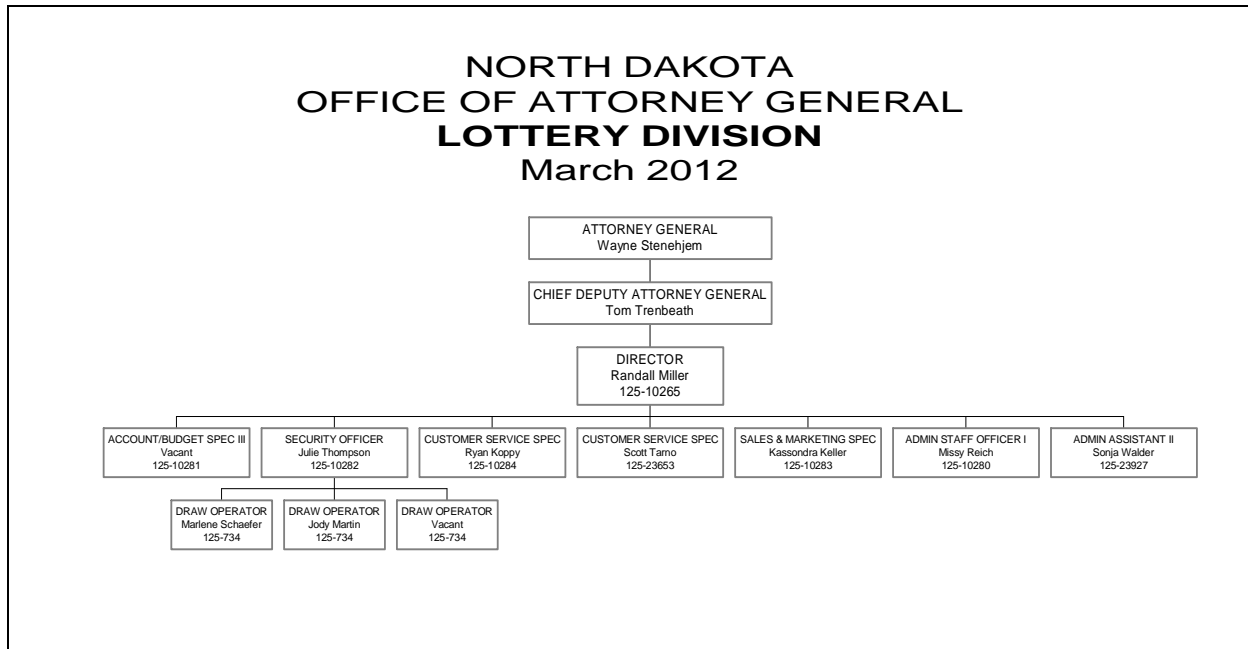 NORTH DAKOTA
OFFICE OF ATTORNEY GENERAL
LOTTERY DIVISION
March 2012
ATTORNEY GENERAL
Wayne Stenehjem
CHIEF DEPUTY ATTORNEY GENERAL
Tom Trenbeath
DIRECTOR
Randall Miller
125-10265
ACCOUNT/BUDGET SPEC III
Vacant
125-10281
SECURITY OFFICER
Julie Thompson
125-10282
CUSTOMER SERVICE SPEC
Ryan Koppy
125-10284
CUSTOMER SERVICE SPEC
Scott Tarno
125-23653
SALES & MARKETING SPEC
Kassondra Keller
125-10283
ADMIN STAFF OFFICER I
Missy Reich
125-10280
ADMIN ASSISTANT II
Sonja Walder
125-23927
DRAW OPERATOR
Marlene Schaefer
125-734
DRAW OPERATOR
Jody Martin
125-734
DRAW OPERATOR
Vacant
125-734